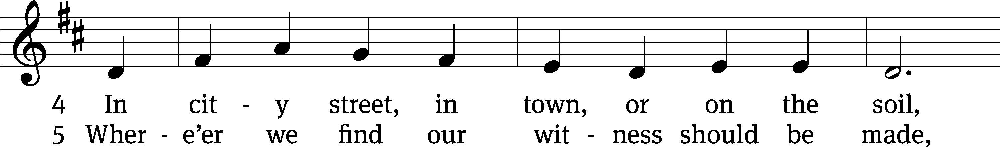 4 In cit - y street, in town, or on the soil,
5 Wher - e’er we find our wit - ness should be made,